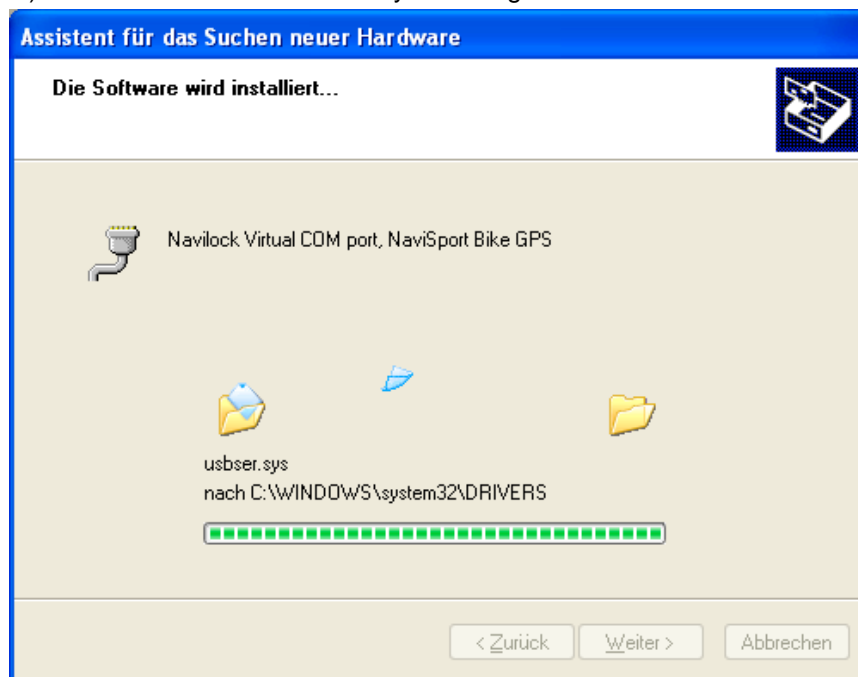 Assistent für das Suchen neuer Hardware
Die Software wird installiert...
Navilock Virtual COM port, NaviSport Bike GPS
usbser.sys
nach C:\WINDOWS\system32\DRIVERS
< Zurück Weiter > Abbrechen